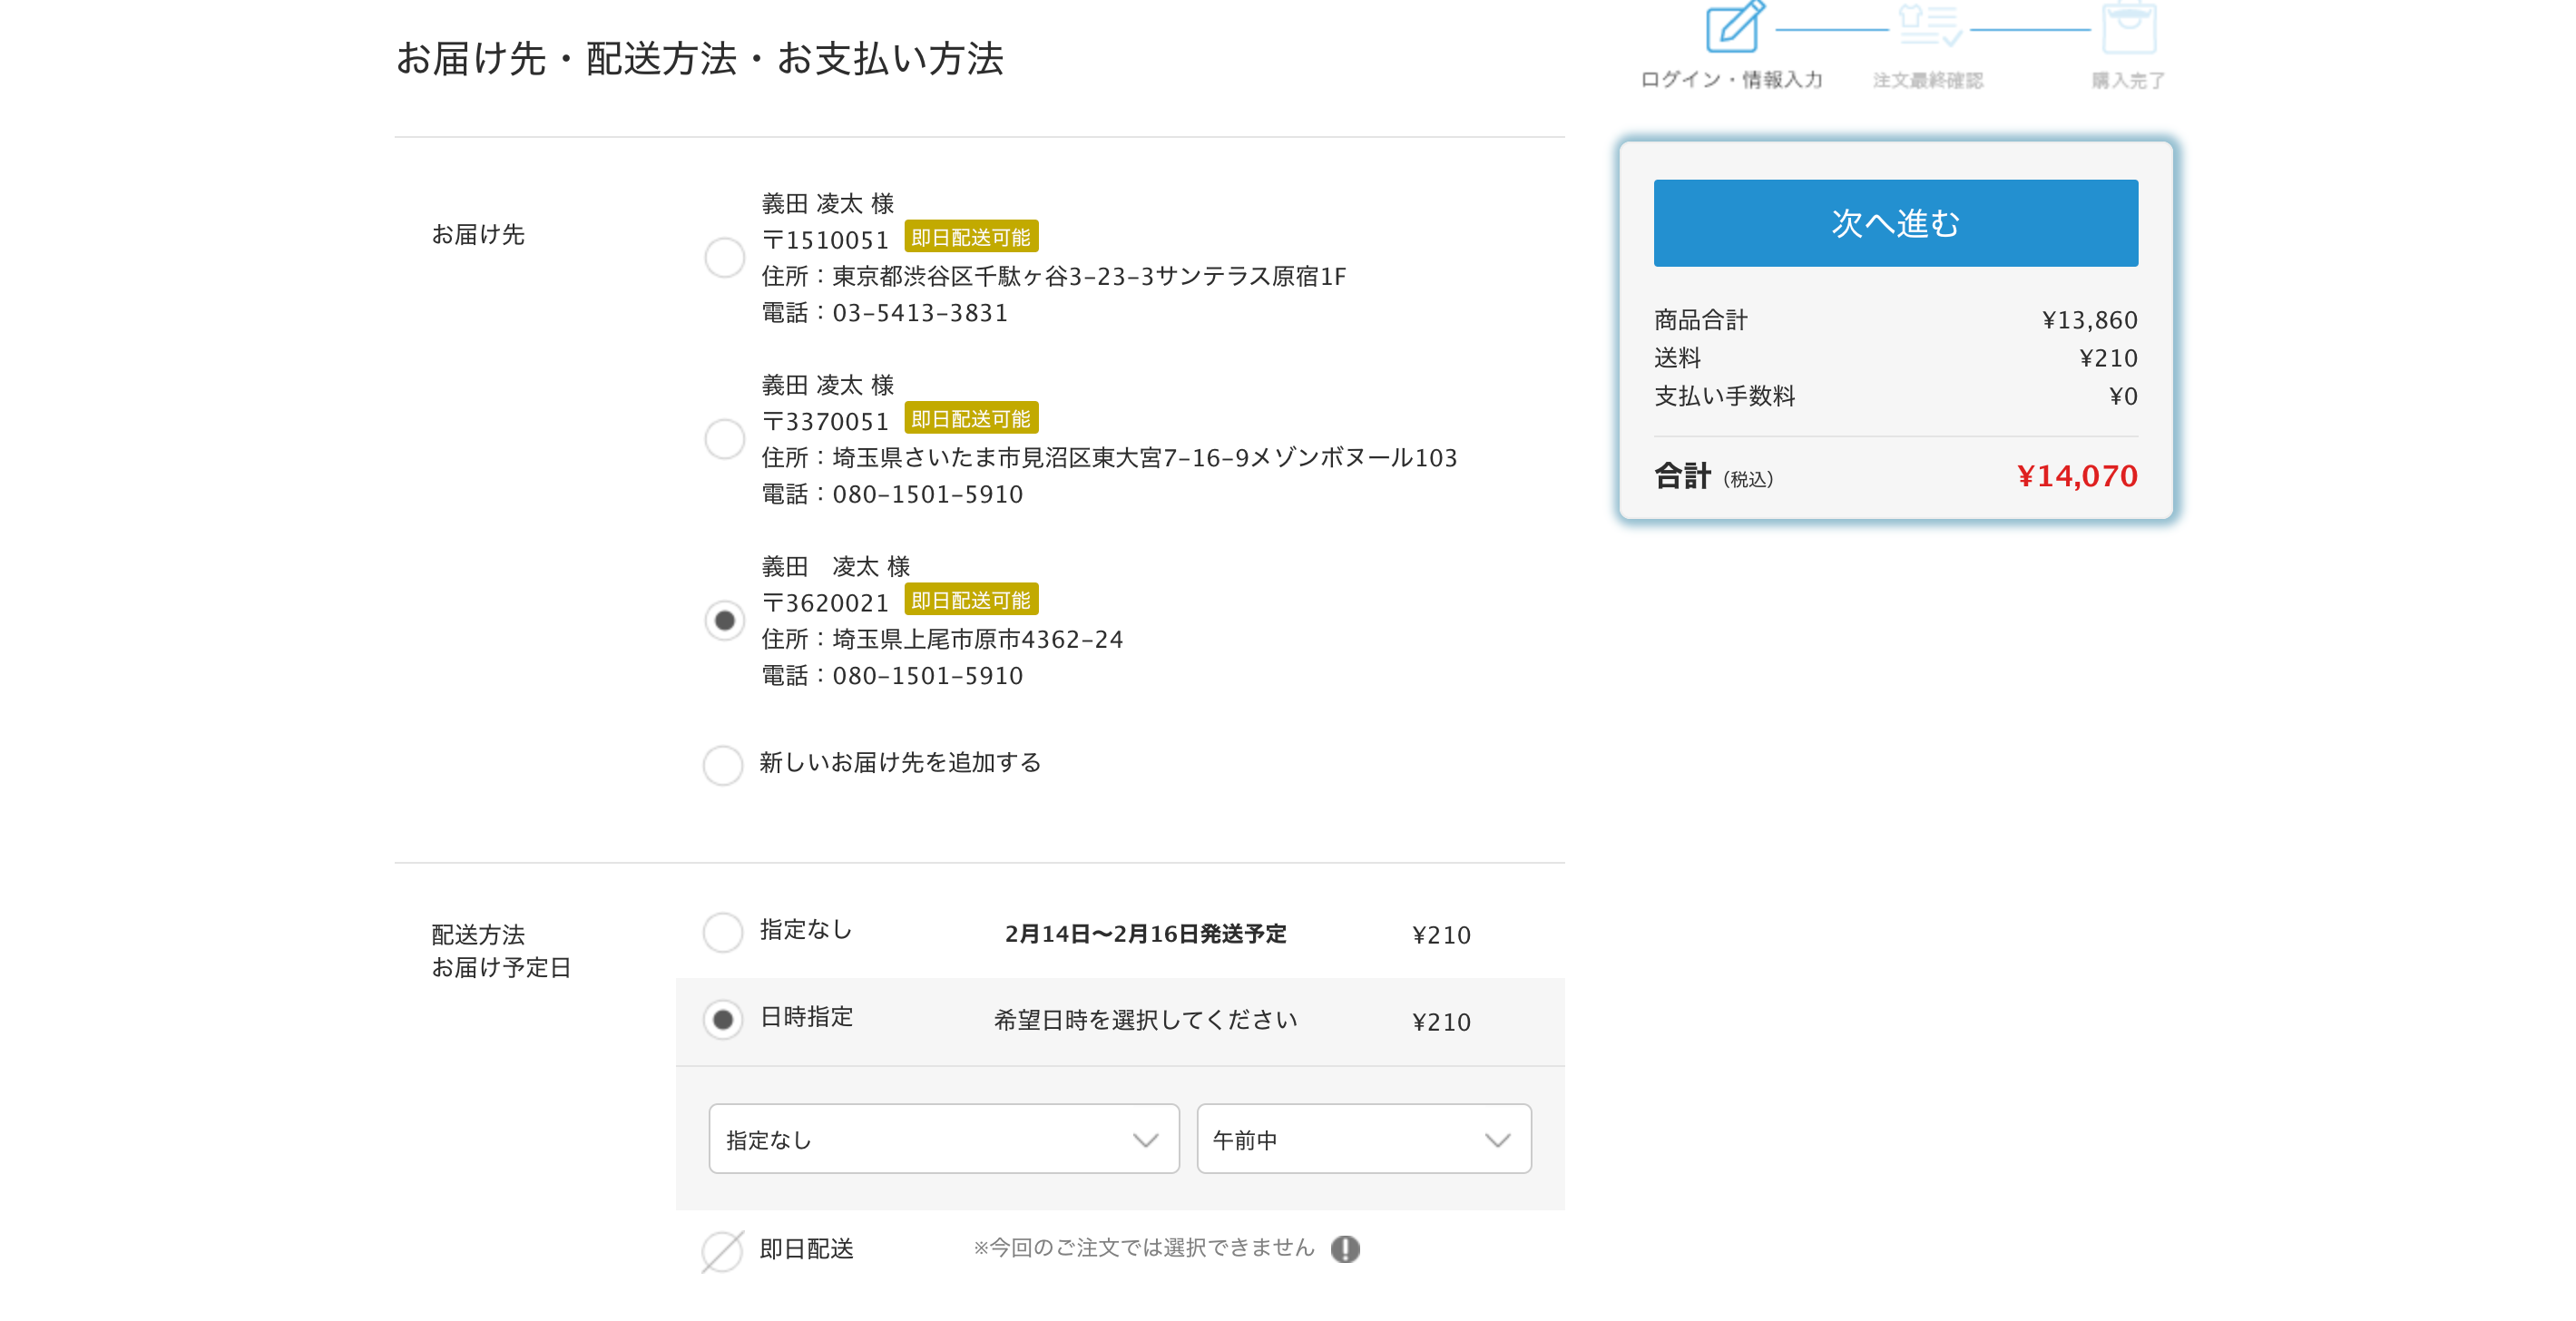 お届け先・配送方法・お支払い方法
ログイン・情報入力
注文最終確認
購入完了
お届け先
義田 凌太 様
〒1510051 即日配送可能
住所：東京都渋谷区千駄ヶ谷3-23-3サンテラス原宿1F
電話：03-5413-3831
義田 凌太 様
〒3370051 即日配送可能
住所：埼玉県さいたま市見沼区東大宮7-16-9メゾンボヌール103
電話：080-1501-5910
義田　凌太 様
〒3620021 即日配送可能
住所：埼玉県上尾市原市4362-24
電話：080-1501-5910
新しいお届け先を追加する
次へ進む
商品合計 ¥13,860
送料 ¥210
支払い手数料 ¥0
合計 (税込) ¥14,070
配送方法
お届け予定日
指定なし 2月14日〜2月16日発送予定 ¥210
日時指定 希望日時を選択してください ¥210
指定なし 午前中
即日配送 ※今回のご注文では選択できません